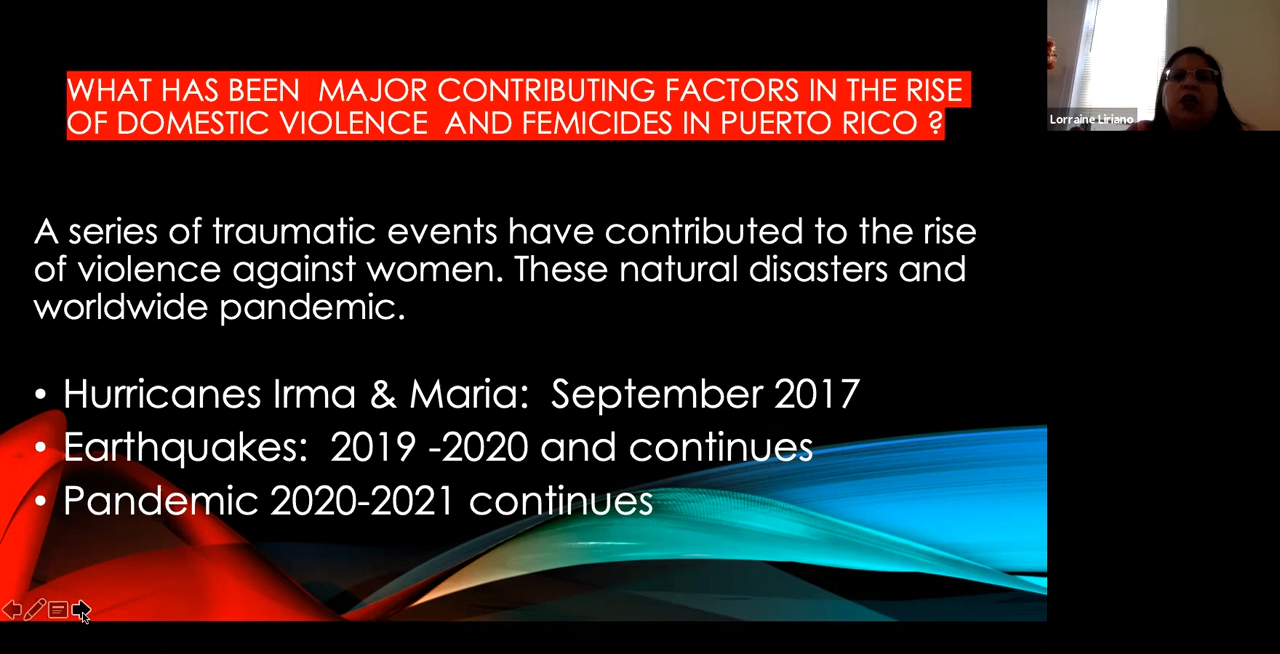 WHAT HAS BEEN  MAJOR CONTRIBUTING FACTORS IN THE RISE
OF DOMESTIC VIOLENCE  AND FEMICIDES IN PUERTO RICO ?
Lorraine Liriano
A series of traumatic events have contributed to the rise
of violence against women. These natural disasters and
worldwide pandemic.
• Hurricanes Irma & Maria:  September 2017
• Earthquakes:  2019 -2020 and continues
• Pandemic 2020-2021 continues